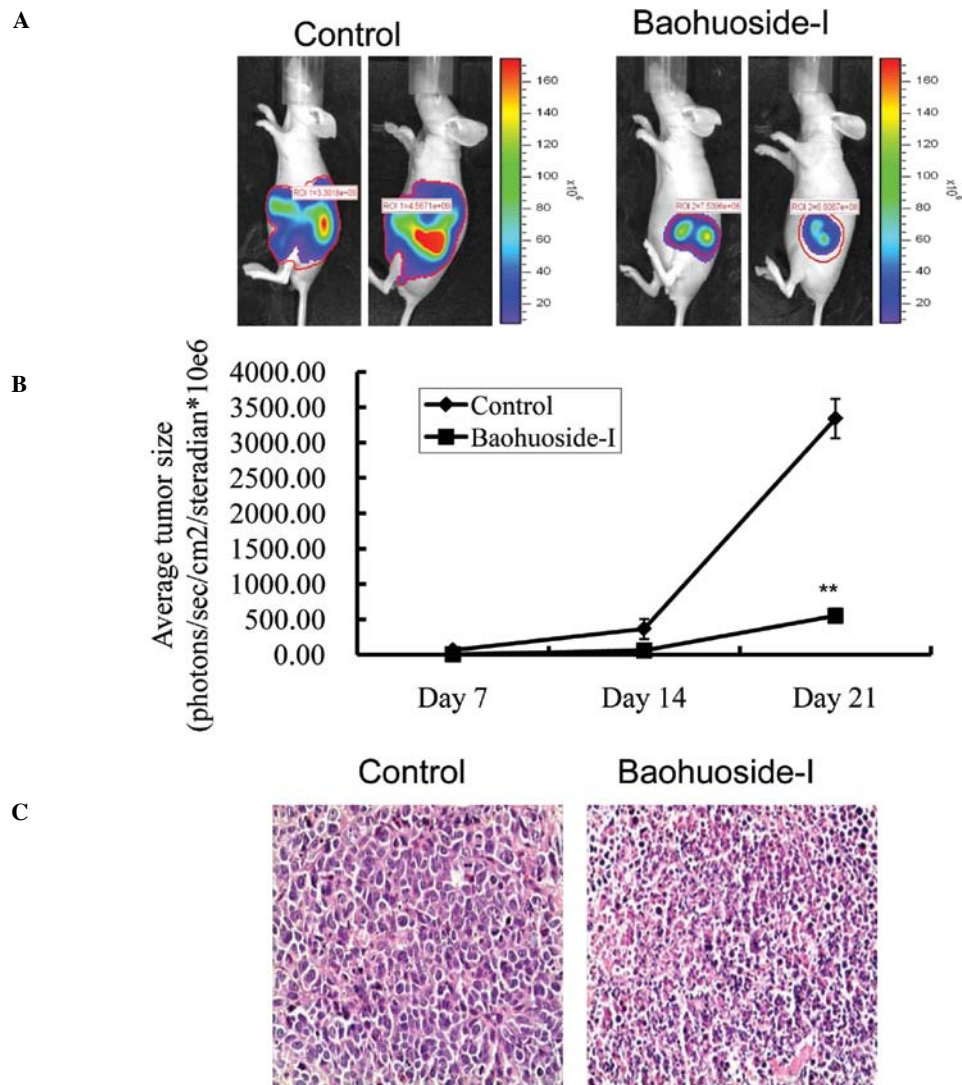 A
Control
Baohuoside-I
160
140
120
100
80
60
40
20
x10⁶
160
140
120
100
80
60
40
20
x10⁶
B
4000.00
3500.00
3000.00
2500.00
2000.00
1500.00
1000.00
500.00
0.00
Average tumor size
(photons/sec/cm2/steradian*10e6
Control
Baohuoside-I
**
Day 7
Day 14
Day 21
Control
Baohuoside-I
C